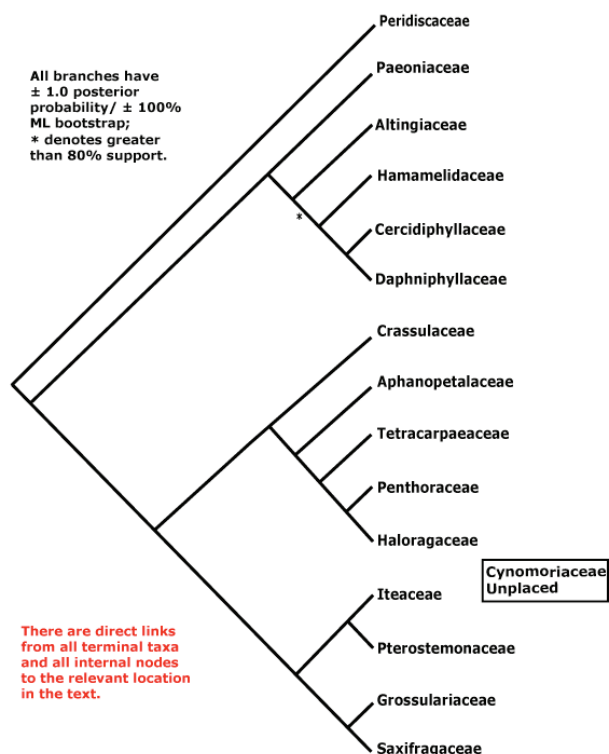 Peridiscaceae
All branches have
± 1.0 posterior
probability/ ± 100%
ML bootstrap;
* denotes greater
than 80% support.
Paeoniaceae
Altingiaceae
Hamamelidaceae
*
Cercidiphyllaceae
Daphniphyllaceae
Crassulaceae
Aphanopetalaceae
Tetracarpaeaceae
Penthoraceae
Haloragaceae
Cynomoriaceae
Unplaced
Iteaceae
There are direct links
from all terminal taxa
and all internal nodes
to the relevant location
in the text.
Pterostemonaceae
Grossulariaceae
Saxifragaceae